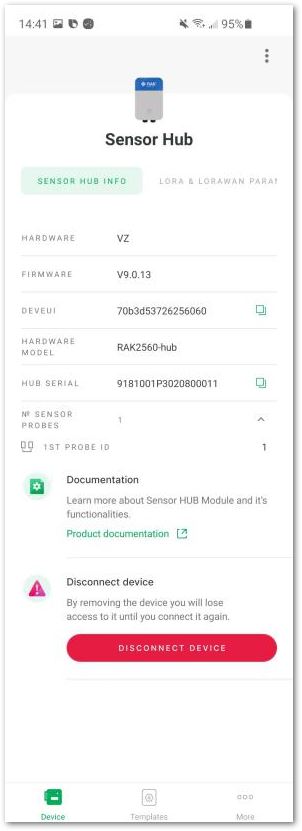 14:41 95%
RAK
Sensor Hub
SENSOR HUB INFO LORA & LORAWAN PARAM
HARDWARE VZ
FIRMWARE V9.0.13
DEVEUI 70b3d53726256060
HARDWARE MODEL RAK2560-hub
HUB SERIAL 9181001P3020800011
№ SENSOR PROBES 1
1ST PROBE ID 1
Documentation
Learn more about Sensor HUB Module and it's
functionalities.
Product documentation
Disconnect device
By removing the device you will lose
access to it until you connect it again.
DISCONNECT DEVICE
Device Templates More